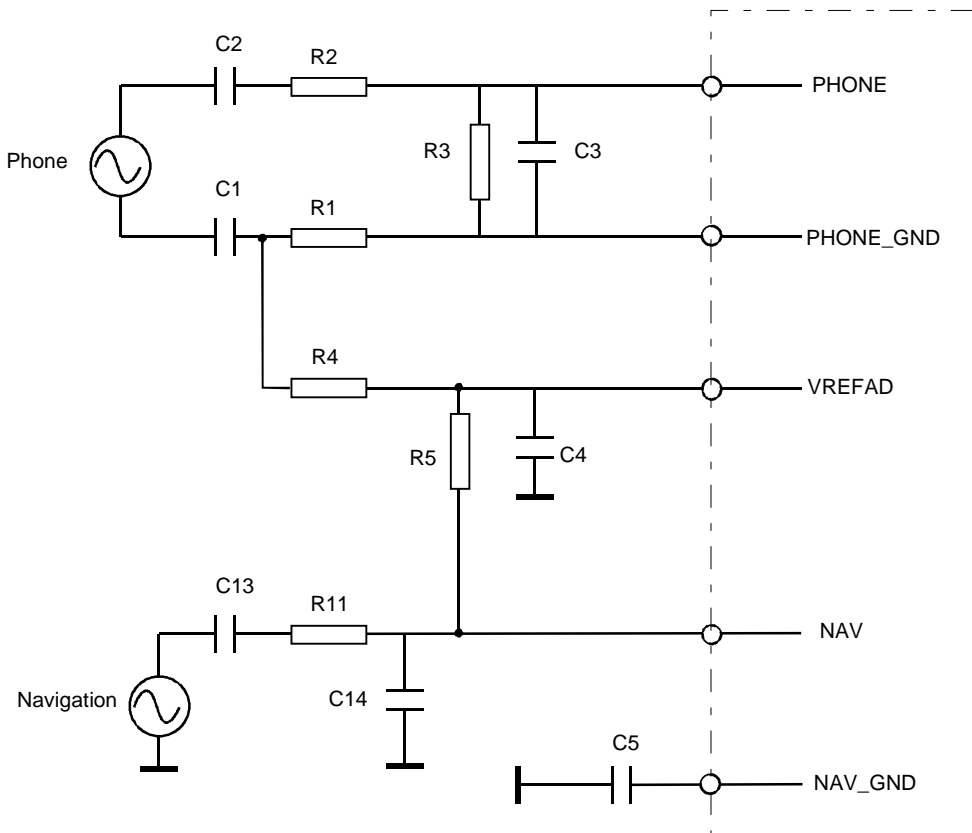 C2
R2
PHONE
Phone
R3
C3
C1
R1
PHONE_GND
R4
VREFAD
R5
C4
C13
R11
NAV
Navigation
C14
C5
NAV_GND